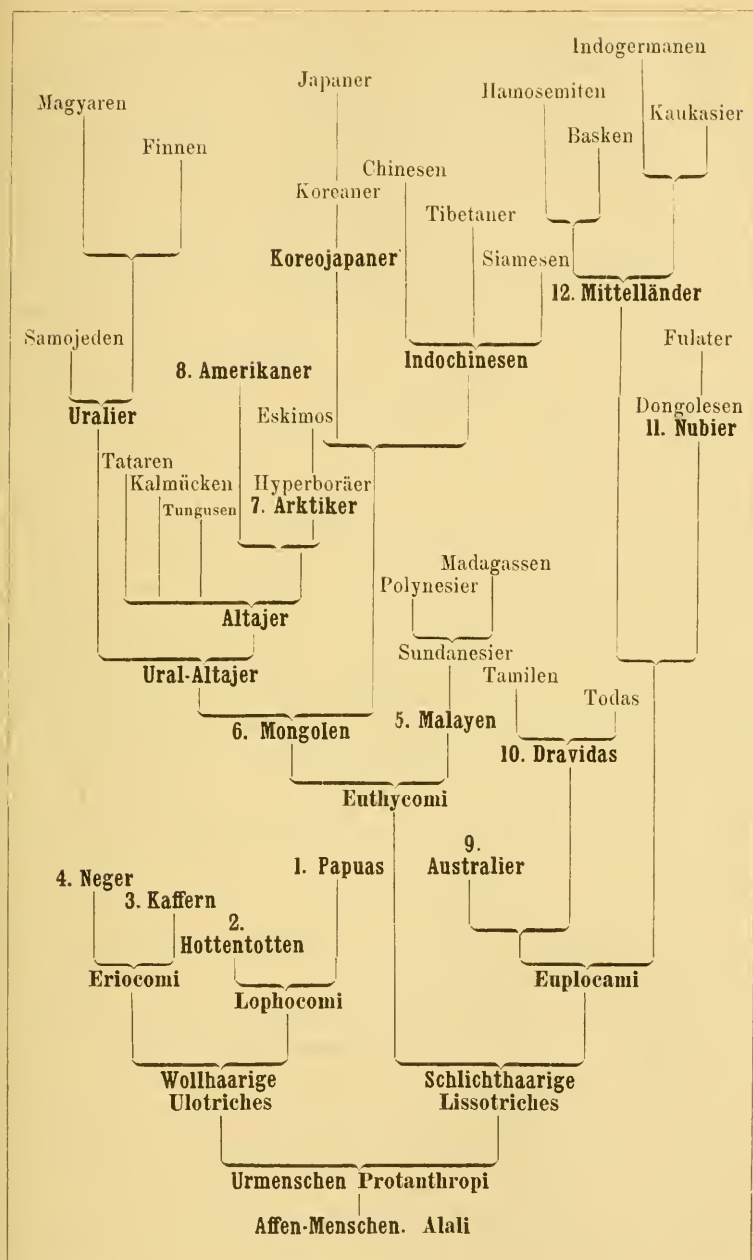 Indogermanen
Japaner
Hamosemiten
Magyaren
Kaukasier
Basken
Finnen
Chinesen
Koreaner
Tibetaner
Koreojapaner
Siamesen
12. Mittelländer
Samojeden
Fulater
Indochinesen
8. Amerikaner
Dongolesen
Uralier
Eskimos
11. Nubier
Tataren
Kalmücken
Hyperboräer
Tungusen
7. Arktiker
Madagassen
Polynesier
Altajer
Sundanesier
Ural-Altajer
Tamilen
Todas
5. Malayen
6. Mongolen
10. Dravidas
Euthycomi
9.
1. Papuas
Australier
4. Neger
3. Kaffern
2.
Hottentotten
Eriocomi
Euplocami
Lophocomi
Wollhaarige
Ulotriches
Schlichthaarige
Lissotriches
Urmenschen Protanthropi
Affen-Menschen. Alali